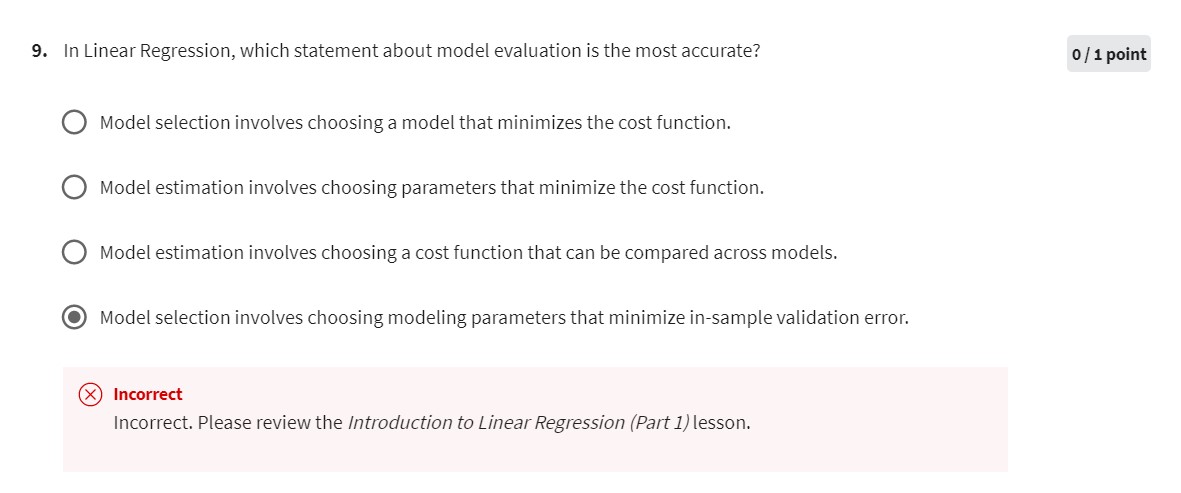 9. In Linear Regression, which statement about model evaluation is the most accurate?
0 / 1 point
Model selection involves choosing a model that minimizes the cost function.
Model estimation involves choosing parameters that minimize the cost function.
Model estimation involves choosing a cost function that can be compared across models.
Model selection involves choosing modeling parameters that minimize in-sample validation error.
Incorrect
Incorrect. Please review the Introduction to Linear Regression (Part 1) lesson.